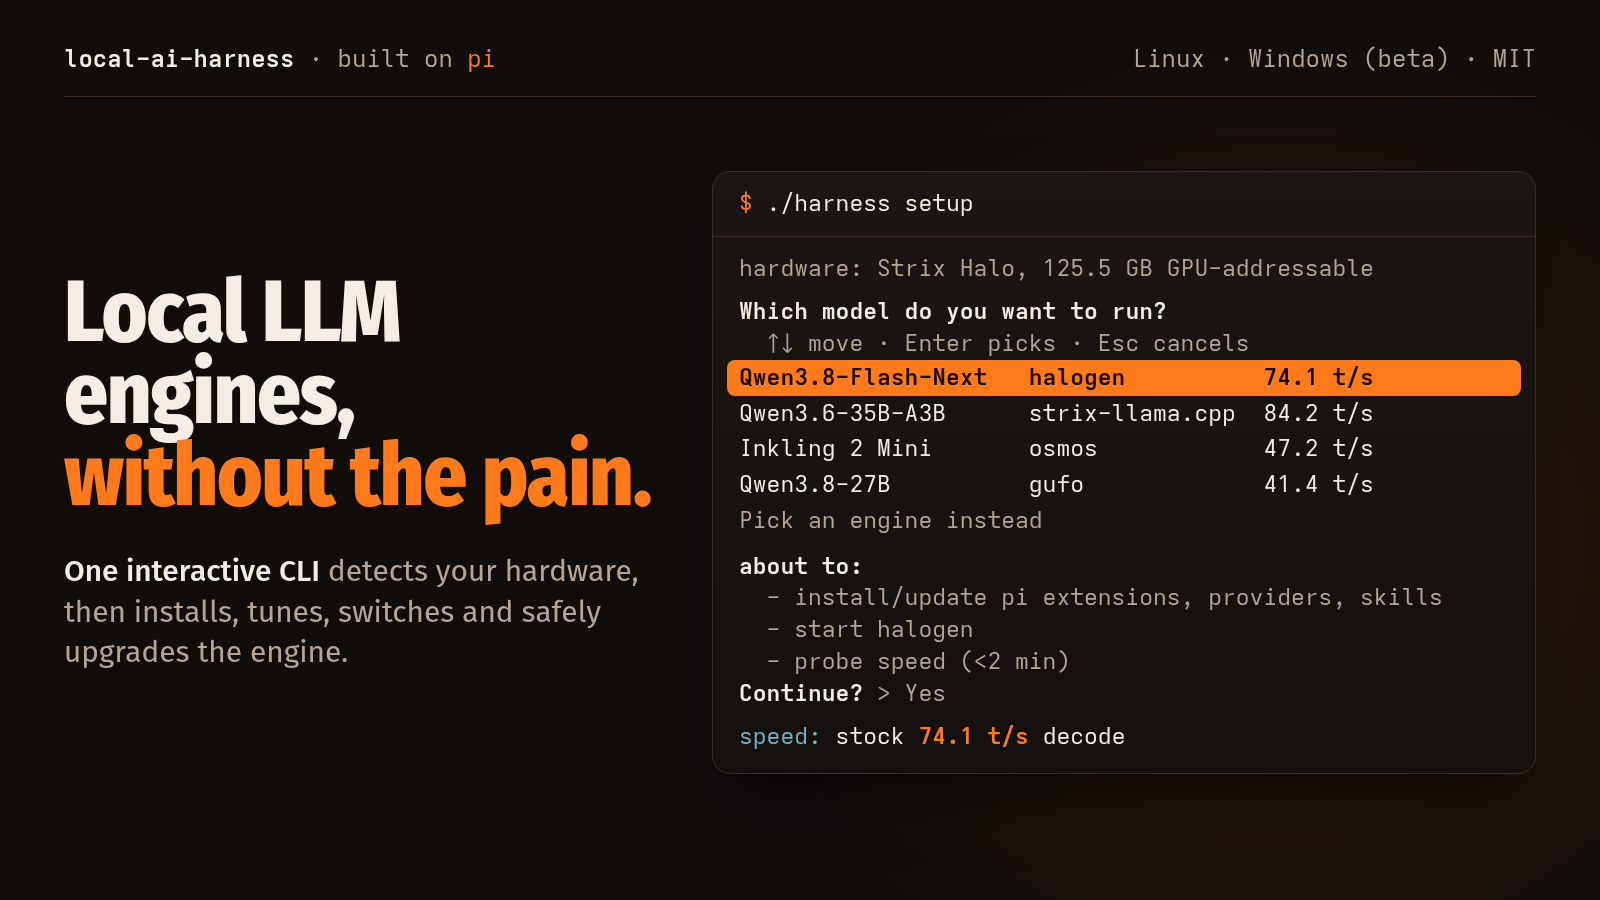 local-ai-harness · built on pi
Linux · Windows (beta) · MIT
Local LLM
engines,
without the pain.
One interactive CLI detects your hardware,
then installs, tunes, switches and safely
upgrades the engine.
$ ./harness setup
hardware: Strix Halo, 125.5 GB GPU-addressable
Which model do you want to run?
↑↓ move · Enter picks · Esc cancels
Qwen3.8-Flash-Next halogen 74.1 t/s
Qwen3.6-35B-A3B strix-llama.cpp 84.2 t/s
Inkling 2 Mini osmos 47.2 t/s
Qwen3.8-27B gufo 41.4 t/s
Pick an engine instead
about to:
- install/update pi extensions, providers, skills
- start halogen
- probe speed (<2 min)
Continue? > Yes
speed: stock 74.1 t/s decode